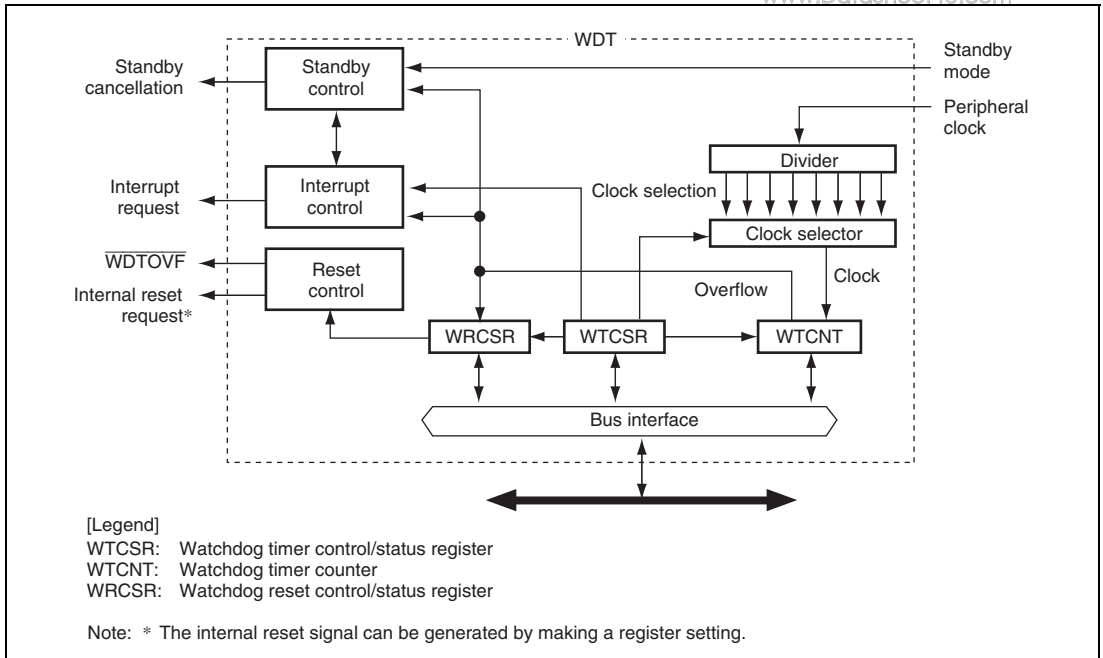 WDT
Standby
cancellation
Standby
control
Standby
mode
Peripheral
clock
Divider
Interrupt
request
Interrupt
control
Clock selection
Clock selector
WDTOVF
Internal reset
request*
Reset
control
Overflow
Clock
WRCSR
WTCSR
WTCNT
Bus interface
[Legend]
WTCSR: Watchdog timer control/status register
WTCNT: Watchdog timer counter
WRCSR: Watchdog reset control/status register
Note: * The internal reset signal can be generated by making a register setting.